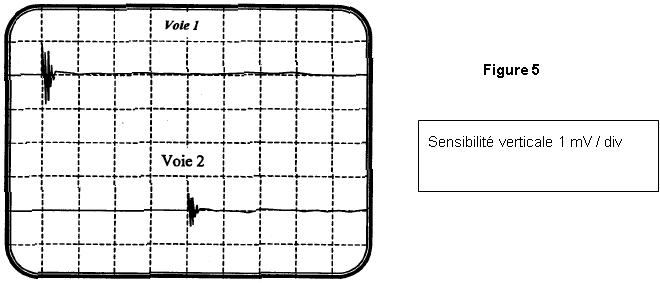 Voie 1
Figure 5
Sensibilité verticale 1 mV / div
Voie 2